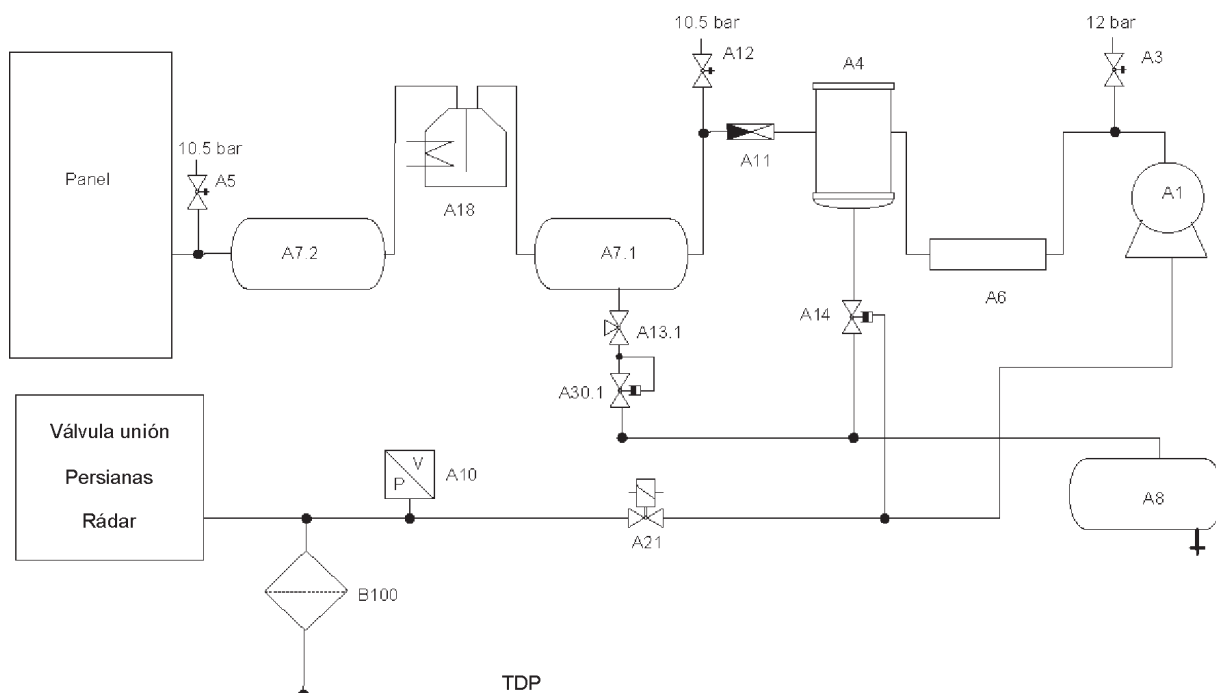 10.5 bar
A12
A4
12 bar
A3
A11
A18
10.5 bar
A5
Panel
A7.2
A7.1
A1
A6
A13.1
A14
A30.1
Válvula unión
Persianas
Rádar
V
P
A10
A21
A8
B100
TDP